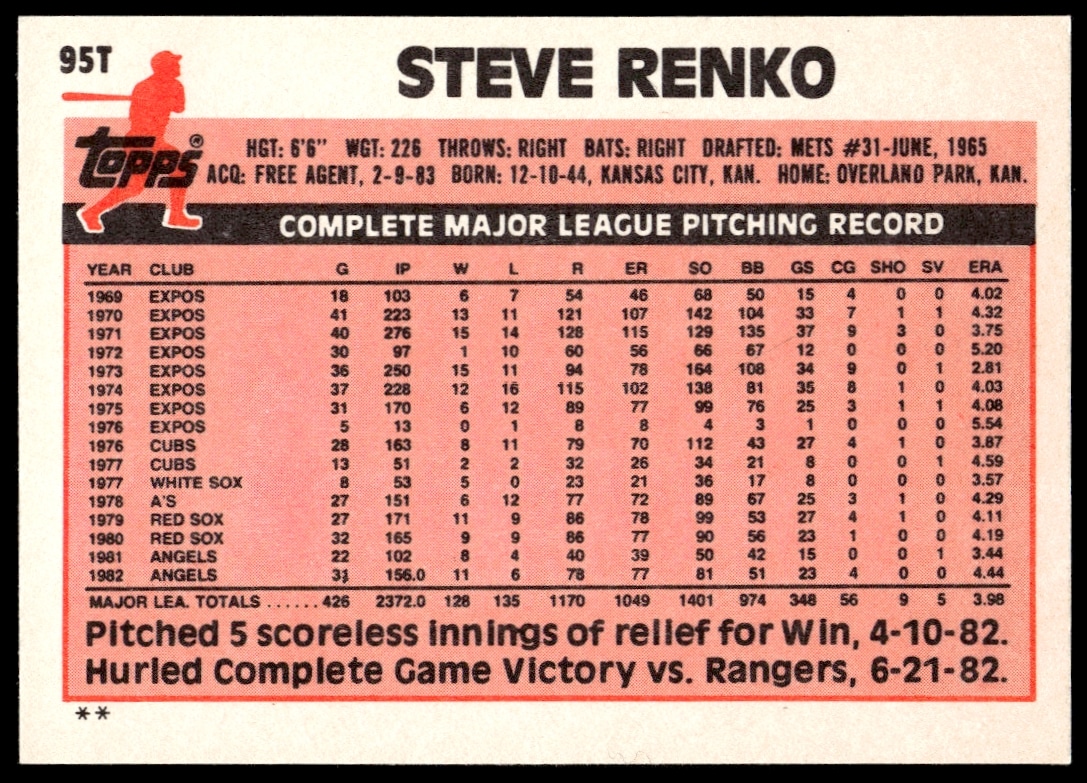 95T
STEVE RENKO
topps®
HGT: 6'6" WGT: 226 THROWS: RIGHT BATS: RIGHT DRAFTED: METS #31-JUNE, 1965
ACQ: FREE AGENT, 2-9-83 BORN: 12-10-44, KANSAS CITY, KAN. HOME: OVERLAND PARK, KAN.
COMPLETE MAJOR LEAGUE PITCHING RECORD
YEAR CLUB G IP W L R ER SO BB GS CG SHO SV ERA
1969 EXPOS 18 103 6 7 54 46 68 50 15 4 0 0 4.02
1970 EXPOS 41 223 13 11 121 107 142 104 33 7 1 1 4.32
1971 EXPOS 40 276 15 14 128 115 129 135 37 9 3 0 3.75
1972 EXPOS 30 97 1 10 60 56 66 67 12 0 0 0 5.20
1973 EXPOS 36 250 15 11 94 78 164 108 34 9 0 1 2.81
1974 EXPOS 37 228 12 16 115 102 138 81 35 8 1 0 4.03
1975 EXPOS 31 170 6 12 89 77 99 76 25 3 1 1 4.08
1976 EXPOS 5 13 0 1 8 8 4 3 1 0 0 0 5.54
1976 CUBS 28 163 8 11 79 70 112 43 27 4 1 0 3.87
1977 CUBS 13 51 2 2 32 26 34 21 8 0 0 1 4.59
1977 WHITE SOX 8 53 5 0 23 21 36 17 8 0 0 0 3.57
1978 A'S 27 151 6 12 77 72 89 67 25 3 1 0 4.29
1979 RED SOX 27 171 11 9 86 78 99 53 27 4 1 0 4.11
1980 RED SOX 32 165 9 9 86 77 90 56 23 1 0 0 4.19
1981 ANGELS 22 102 8 4 40 39 50 42 15 0 0 1 3.44
1982 ANGELS 31 156.0 11 6 78 77 81 51 23 4 0 0 4.44
MAJOR LEA. TOTALS ...... 426 2372.0 128 135 1170 1049 1401 974 348 56 9 5 3.98
Pitched 5 scoreless innings of relief for Win, 4-10-82.
Hurled Complete Game Victory vs. Rangers, 6-21-82.
**